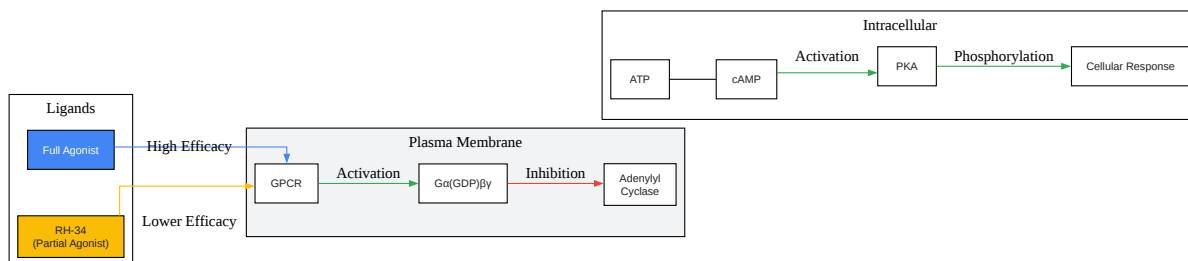 Intracellular
Activation
Phosphorylation
ATP
cAMP
PKA
Cellular Response
Ligands
Full Agonist
High Efficacy
RH-34
(Partial Agonist)
Lower Efficacy
Plasma Membrane
GPCR
Activation
Gα(GDP)βγ
Inhibition
Adenylyl
Cyclase